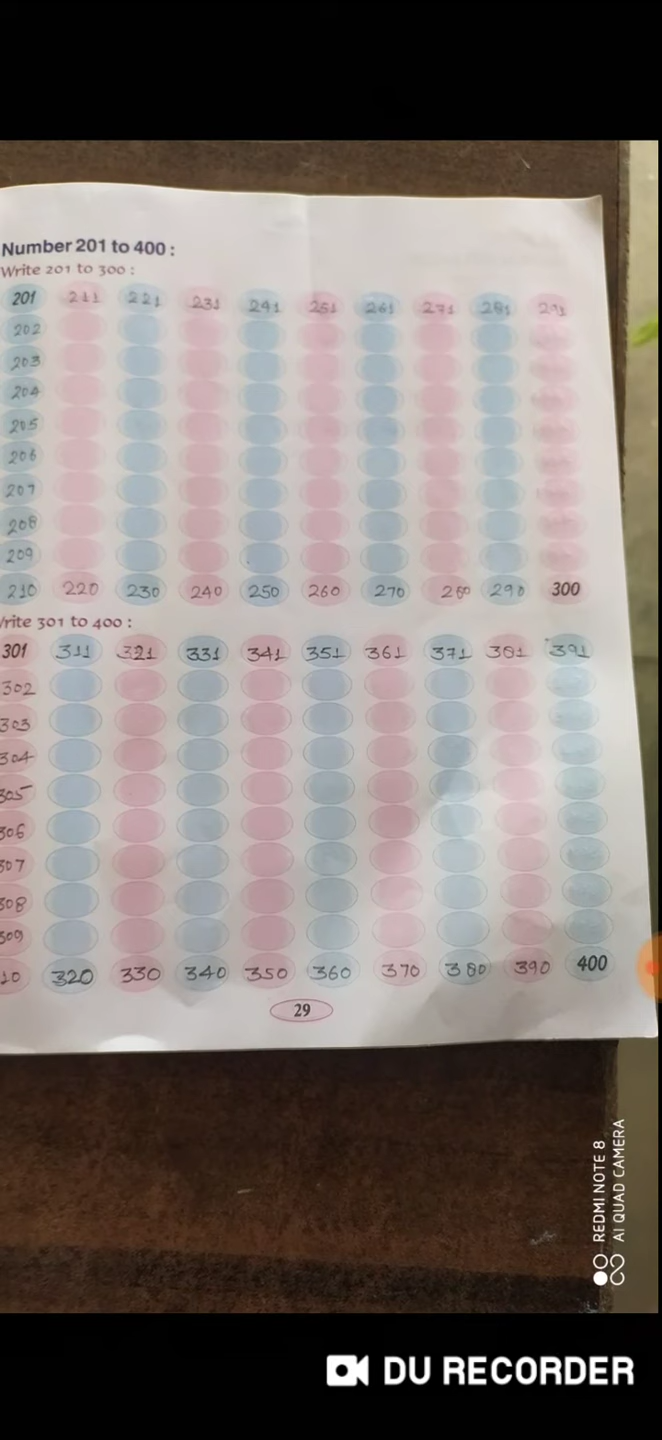 Number 201 to 400 :
Write 201 to 300 :
201 211 221 231 241 251 261 271 281 291
202
203
204
205
206
207
208
209
210 220 230 240 250 260 270 280 290 300
rite 301 to 400 :
301 311 321 331 341 351 361 371 381 391
302
303
304
305
306
307
308
309
10 320 330 340 350 360 370 380 390 400
29
REDMI NOTE 8
AI QUAD CAMERA
DU RECORDER